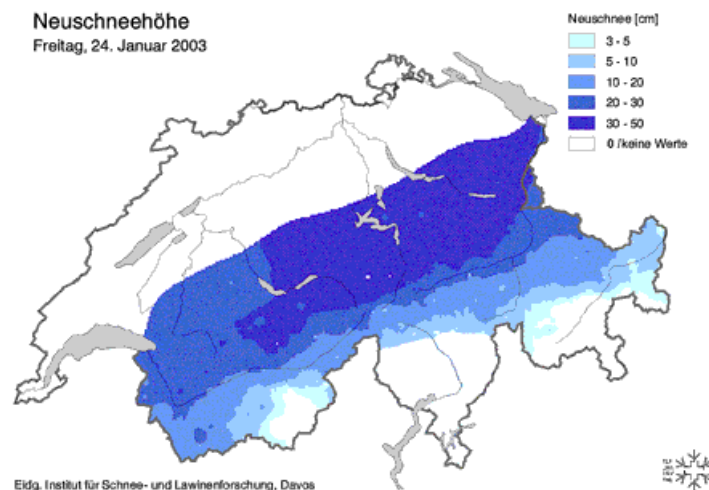 Neuschneehöhe
Freitag, 24. Januar 2003
Neuschnee [cm]
3 - 5
5 - 10
10 - 20
20 - 30
30 - 50
0 /keine Werte
Eidg. Institut für Schnee- und Lawinenforschung, Davos